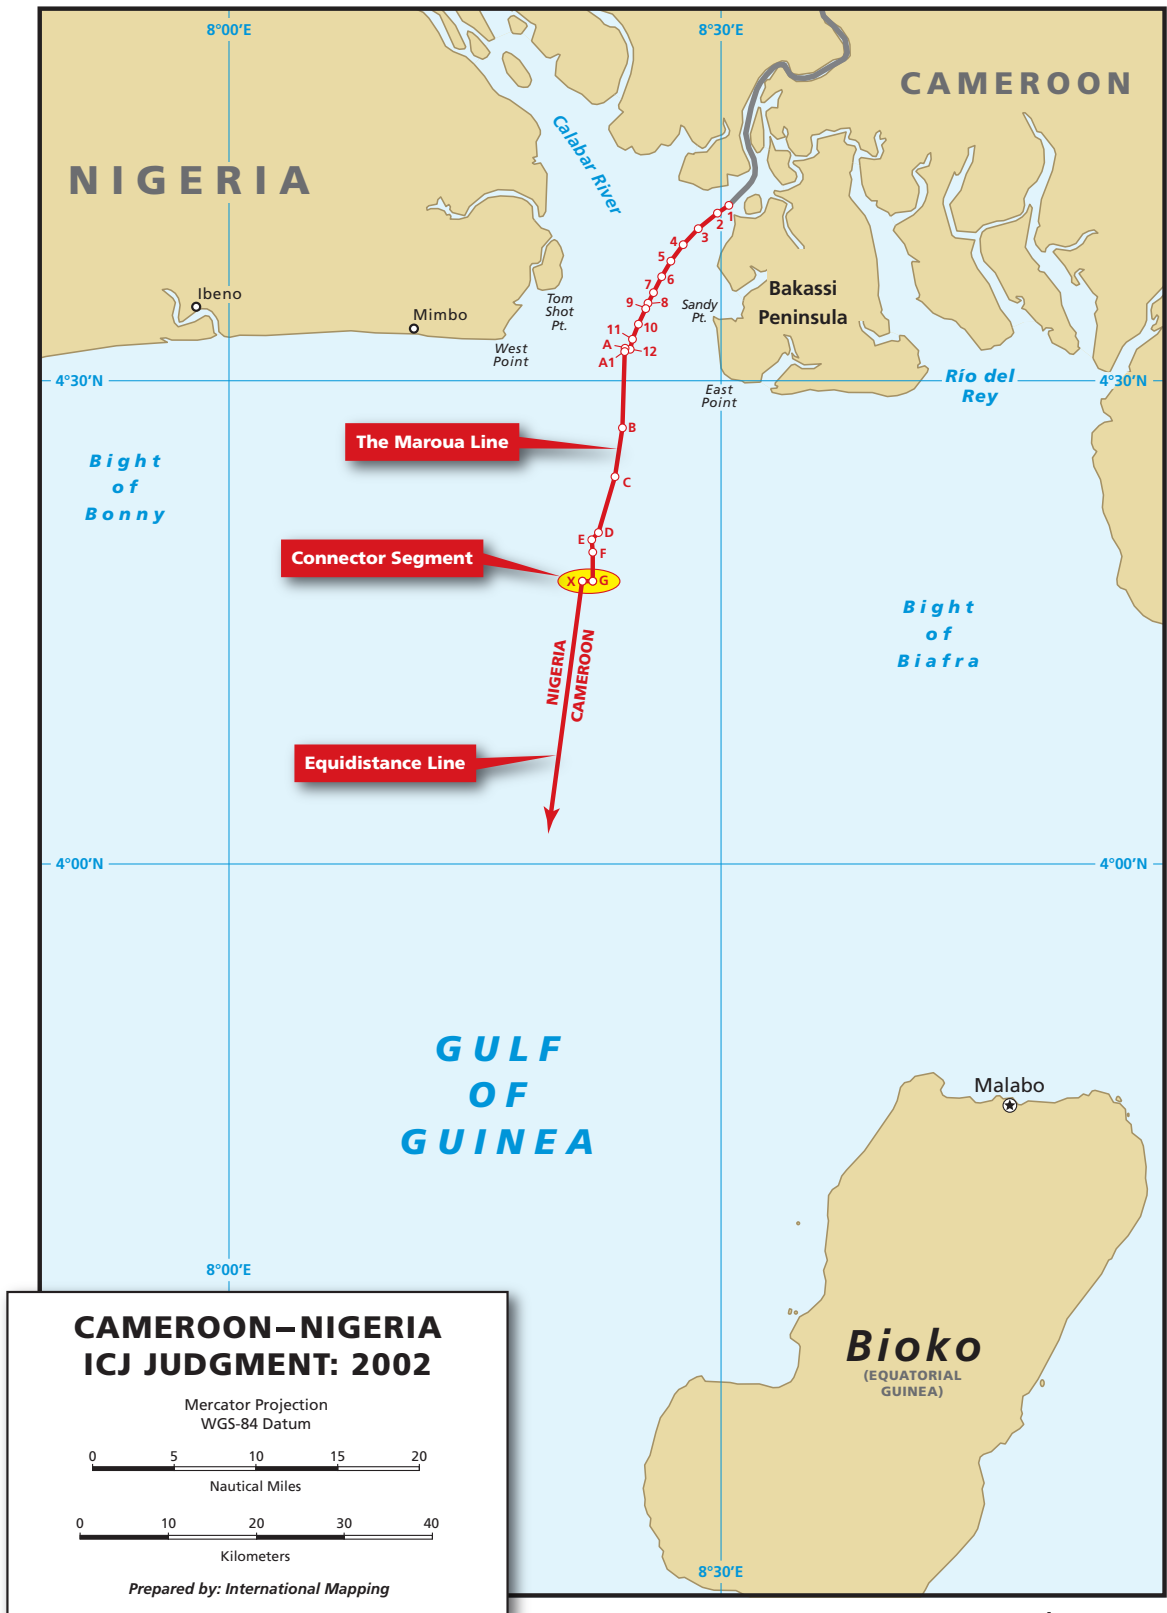 8°00'E
8°30'E
CAMEROON
NIGERIA
Calabar River
1
2
3
4
5
6
7
8
9
10
11
12
A
A1
Ibeno
Mimbo
Tom
Shot
Pt.
West
Point
Sandy
Pt.
Bakassi
Peninsula
East
Point
4°30'N
4°30'N
Río del
Rey
The Maroua Line
B
C
Bight
of
Bonny
D
E
F
Connector Segment
X
G
Bight
of
Biafra
NIGERIA
CAMEROON
Equidistance Line
4°00'N
4°00'N
GULF
OF
GUINEA
Malabo
8°00'E
Bioko
(EQUATORIAL
GUINEA)
8°30'E
CAMEROON–NIGERIA
ICJ JUDGMENT: 2002
Mercator Projection
WGS-84 Datum
0 5 10 15 20
Nautical Miles
0 10 20 30 40
Kilometers
Prepared by: International Mapping